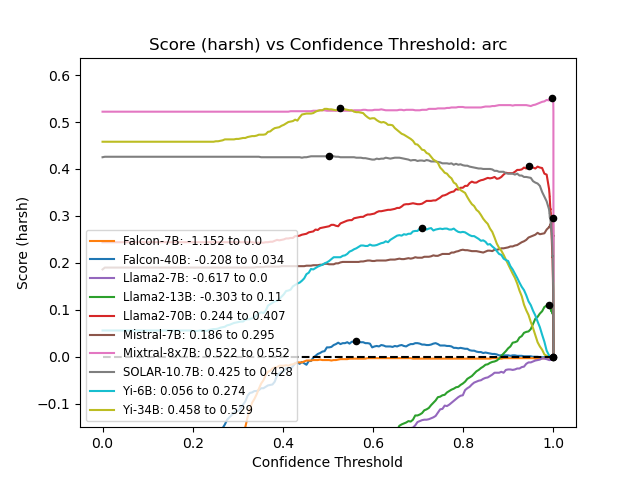 Score (harsh) vs Confidence Threshold: arc
Score (harsh)
0.6
0.5
0.4
0.3
0.2
0.1
0.0
−0.1
Falcon-7B: -1.152 to 0.0
Falcon-40B: -0.208 to 0.034
Llama2-7B: -0.617 to 0.0
Llama2-13B: -0.303 to 0.11
Llama2-70B: 0.244 to 0.407
Mistral-7B: 0.186 to 0.295
Mixtral-8x7B: 0.522 to 0.552
SOLAR-10.7B: 0.425 to 0.428
Yi-6B: 0.056 to 0.274
Yi-34B: 0.458 to 0.529
0.0 0.2 0.4 0.6 0.8 1.0
Confidence Threshold